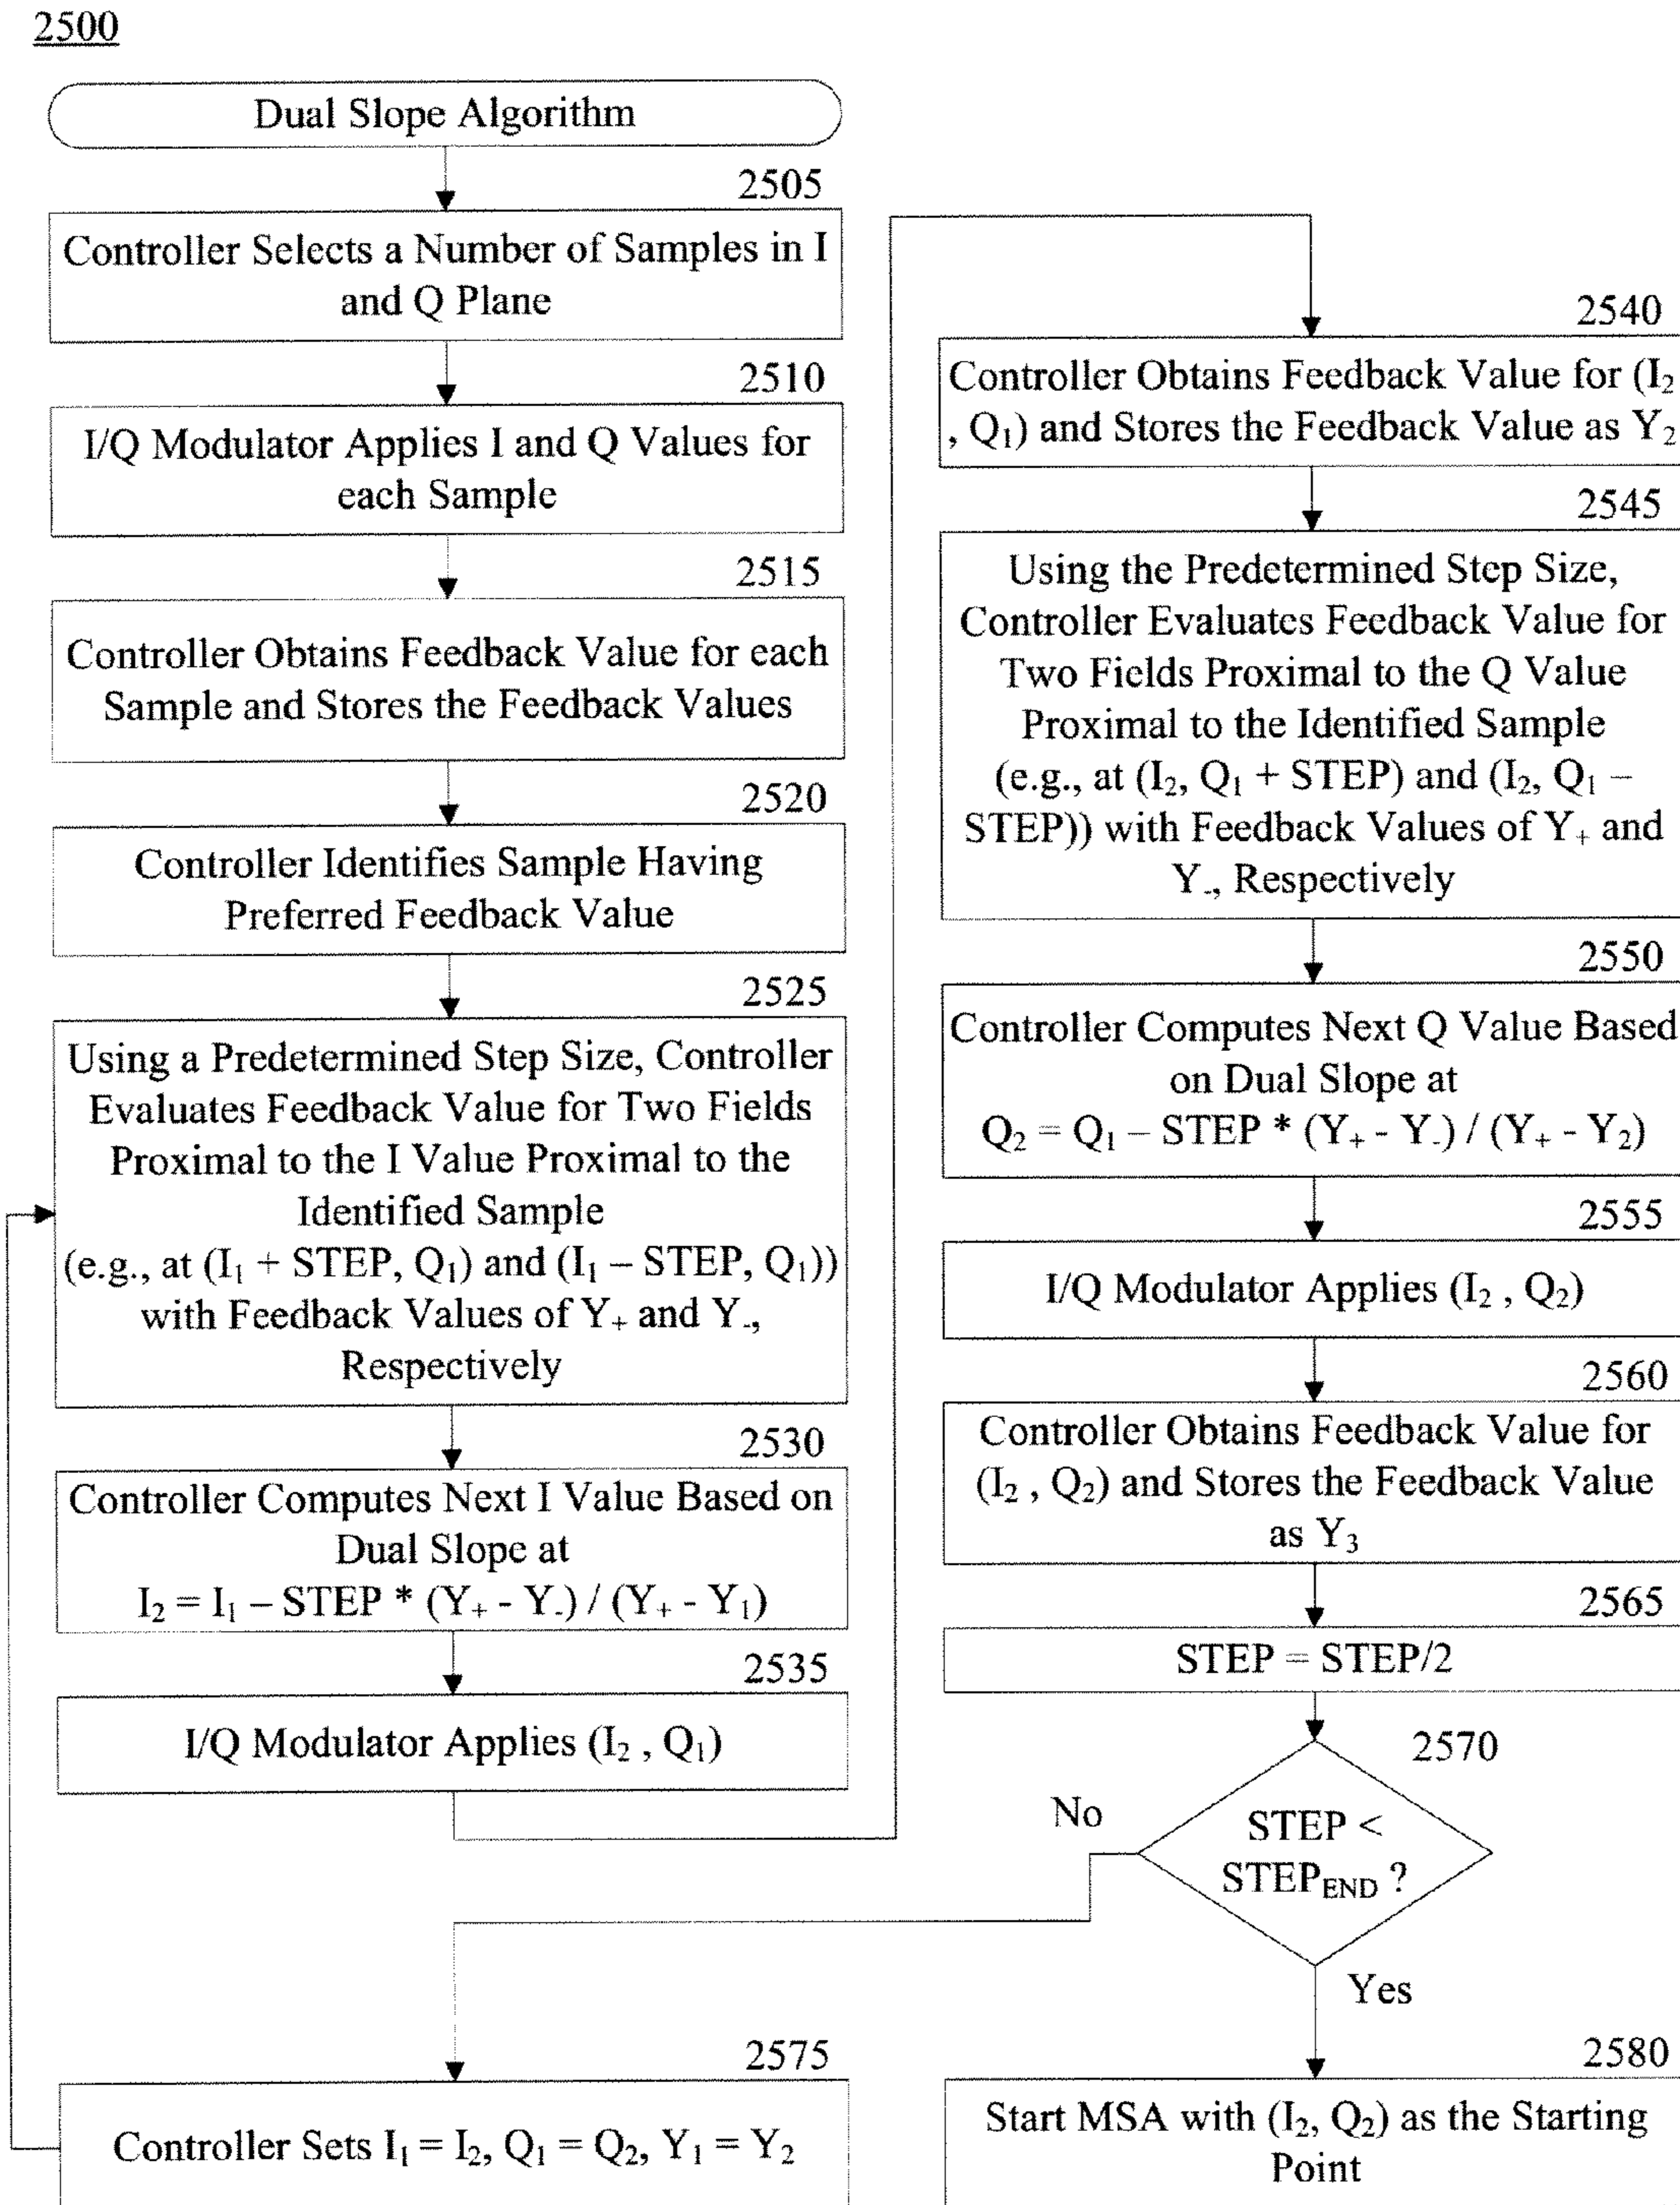 2500
Dual Slope Algorithm
2505
Controller Selects a Number of Samples in I
and Q Plane
2510
I/Q Modulator Applies I and Q Values for
each Sample
2515
Controller Obtains Feedback Value for each
Sample and Stores the Feedback Values
2520
Controller Identifies Sample Having
Preferred Feedback Value
2525
Using a Predetermined Step Size, Controller
Evaluates Feedback Value for Two Fields
Proximal to the I Value Proximal to the
Identified Sample
(e.g., at (I₁ + STEP, Q₁) and (I₁ – STEP, Q₁))
with Feedback Values of Y₊ and Y₋,
Respectively
2530
Controller Computes Next I Value Based on
Dual Slope at
I₂ = I₁ – STEP * (Y₊ - Y₋) / (Y₊ - Y₁)
2535
I/Q Modulator Applies (I₂ , Q₁)
2540
Controller Obtains Feedback Value for (I₂
, Q₁) and Stores the Feedback Value as Y₂
2545
Using the Predetermined Step Size,
Controller Evaluates Feedback Value for
Two Fields Proximal to the Q Value
Proximal to the Identified Sample
(e.g., at (I₂, Q₁ + STEP) and (I₂, Q₁ –
STEP)) with Feedback Values of Y₊ and
Y₋, Respectively
2550
Controller Computes Next Q Value Based
on Dual Slope at
Q₂ = Q₁ – STEP * (Y₊ - Y₋) / (Y₊ - Y₂)
2555
I/Q Modulator Applies (I₂ , Q₂)
2560
Controller Obtains Feedback Value for
(I₂ , Q₂) and Stores the Feedback Value
as Y₃
2565
STEP = STEP/2
2570
STEP <
STEP_END ?
No
Yes
2575
Controller Sets I₁ = I₂, Q₁ = Q₂, Y₁ = Y₂
2580
Start MSA with (I₂, Q₂) as the Starting
Point